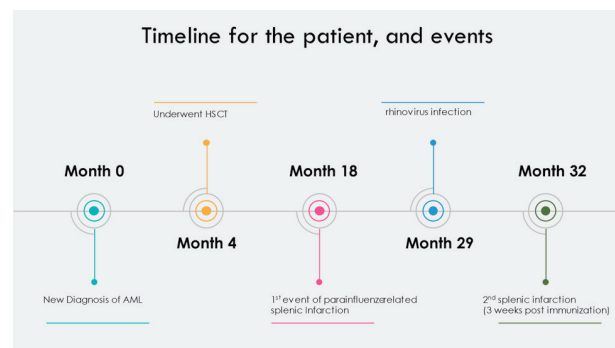 Timeline for the patient, and events
Underwent HSCT
rhinovirus infection
Month 0
Month 18
Month 32
Month 4
Month 29
New Diagnosis of AML
1st event of parainfluenzarelated
splenic Infarction
2nd splenic infarction
(3 weeks post immunization)